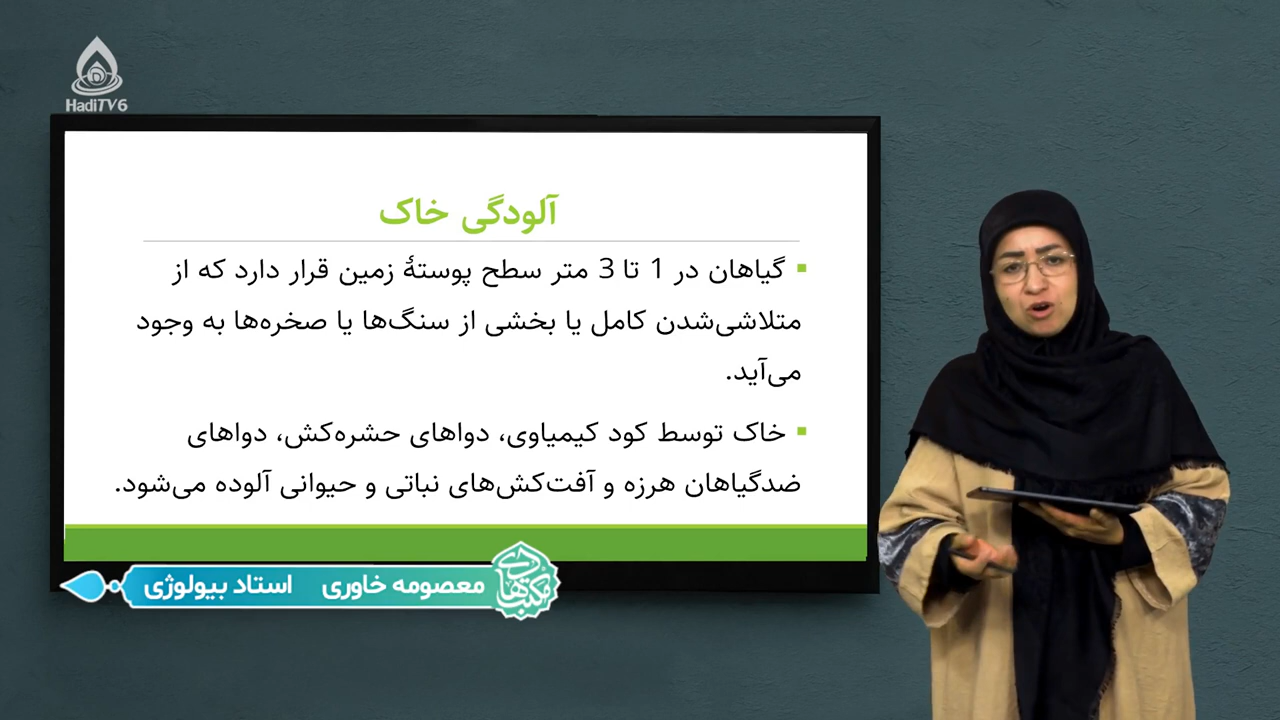 HadiTV6
آلودگی خاک
گیاهان در 1 تا 3 متر سطح پوستهٔ زمین قرار دارد که از
متلاشی‌شدن کامل یا بخشی از سنگ‌ها یا صخره‌ها به وجود
می‌آید.
خاک توسط کود کیمیاوی، دواهای حشره‌کش، دواهای
ضدگیاهان هرزه و آفت‌کش‌های نباتی و حیوانی آلوده می‌شود.
مکتب هادی
معصومه خاوری استاد بیولوژی